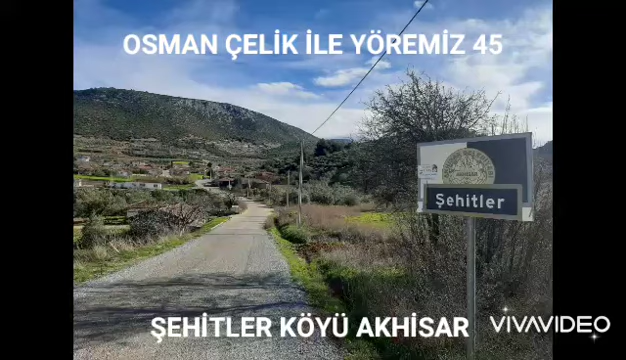 OSMAN ÇELİK İLE YÖREMİZ 45
Şehitler
ŞEHİTLER KÖYÜ AKHİSAR
VIVAVIDEO